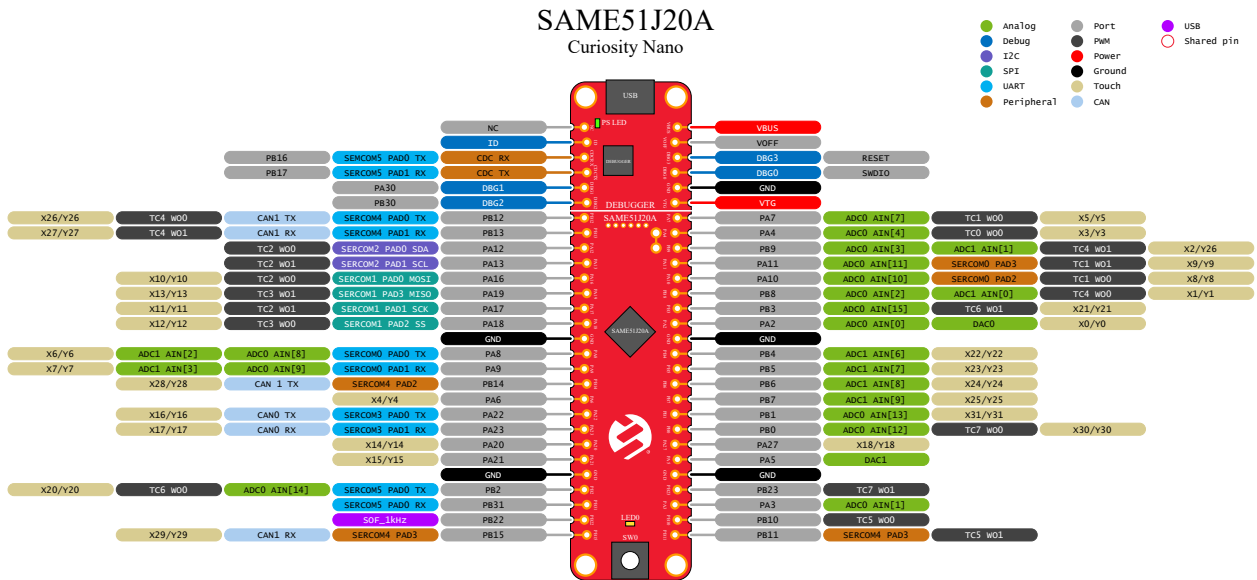 SAME51J20A
Curiosity Nano
Analog Port USB
Debug PWM Shared pin
I2C Power
SPI Ground
UART Touch
Peripheral CAN
USB
PS LED
DEBUGGER
DEBUGGER
SAME51J20A
SAME51J20A
LED0
SW0
NC VBUS
ID VOFF
PB16 SEMCOM5 PAD0 TX CDC RX DBG3 RESET
PB17 SERCOM5 PAD1 RX CDC TX DBG0 SWDIO
PA30 DBG1 GND
PB30 DBG2 VTG
X26/Y26 TC4 WO0 CAN1 TX SERCOM4 PAD0 TX PB12 PA7 ADC0 AIN[7] TC1 WO0 X5/Y5
X27/Y27 TC4 WO1 CAN1 RX SERCOM4 PAD1 RX PB13 PA4 ADC0 AIN[4] TC0 WO0 X3/Y3
TC2 WO0 SERCOM2 PAD0 SDA PA12 PB9 ADC0 AIN[3] ADC1 AIN[1] TC4 WO1 X2/Y26
TC2 WO1 SERCOM2 PAD1 SCL PA13 PA11 ADC0 AIN[11] SERCOM0 PAD3 TC1 WO1 X9/Y9
X10/Y10 TC2 WO0 SERCOM1 PAD0 MOSI PA16 PA10 ADC0 AIN[10] SERCOM0 PAD2 TC1 WO0 X8/Y8
X13/Y13 TC3 WO1 SERCOM1 PAD3 MISO PA19 PB8 ADC0 AIN[2] ADC1 AIN[0] TC4 WO0 X1/Y1
X11/Y11 TC2 WO1 SERCOM1 PAD1 SCK PA17 PB3 ADC0 AIN[15] TC6 WO1 X21/Y21
X12/Y12 TC3 WO0 SERCOM1 PAD2 SS PA18 PA2 ADC0 AIN[0] DAC0 X0/Y0
GND GND
X6/Y6 ADC1 AIN[2] ADC0 AIN[8] SERCOM0 PAD0 TX PA8 PB4 ADC1 AIN[6] X22/Y22
X7/Y7 ADC1 AIN[3] ADC0 AIN[9] SERCOM0 PAD1 RX PA9 PB5 ADC1 AIN[7] X23/Y23
X28/Y28 CAN 1 TX SERCOM4 PAD2 PB14 PB6 ADC1 AIN[8] X24/Y24
X4/Y4 PA6 PB7 ADC1 AIN[9] X25/Y25
X16/Y16 CAN0 TX SERCOM3 PAD0 TX PA22 PB1 ADC0 AIN[13] X31/Y31
X17/Y17 CAN0 RX SERCOM3 PAD1 RX PA23 PB0 ADC0 AIN[12] TC7 WO0 X30/Y30
X14/Y14 PA20 PA27 X18/Y18
X15/Y15 PA21 PA5 DAC1
GND GND
X20/Y20 TC6 WO0 ADC0 AIN[14] SERCOM5 PAD0 TX PB2 PB23 TC7 WO1
SERCOM5 PAD0 RX PB31 PA3 ADC0 AIN[1]
SOF_1kHz PB22 PB10 TC5 WO0
X29/Y29 CAN1 RX SERCOM4 PAD3 PB15 PB11 SERCOM4 PAD3 TC5 WO1